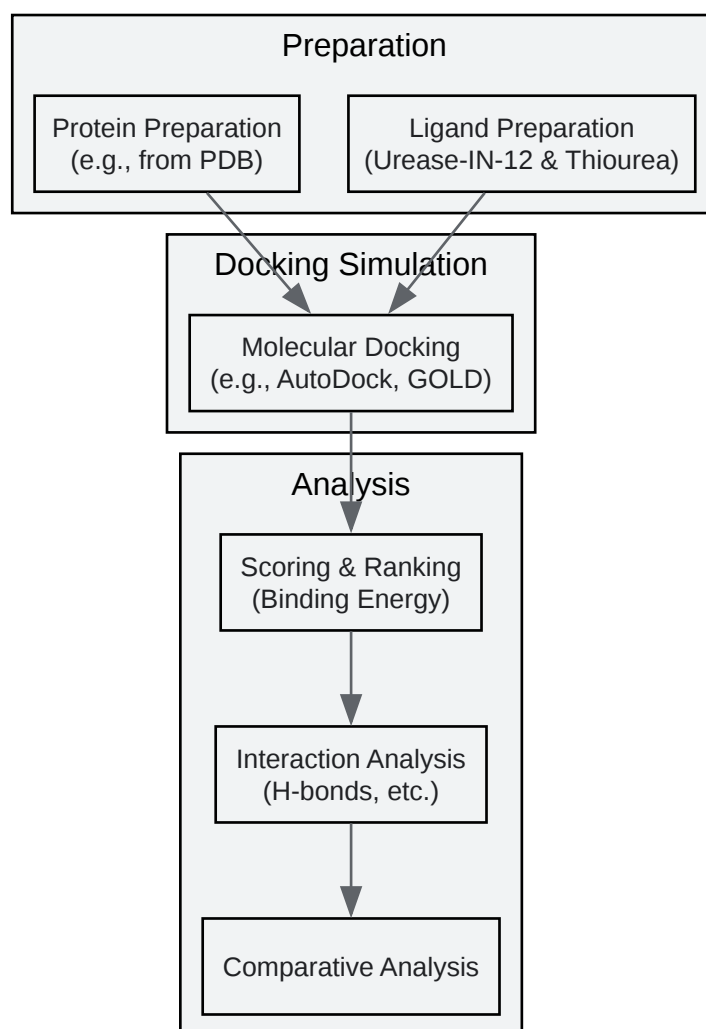 Preparation
Protein Preparation
(e.g., from PDB)
Ligand Preparation
(Urease-IN-12 & Thiourea)
Docking Simulation
Molecular Docking
(e.g., AutoDock, GOLD)
Analysis
Scoring & Ranking
(Binding Energy)
Interaction Analysis
(H-bonds, etc.)
Comparative Analysis